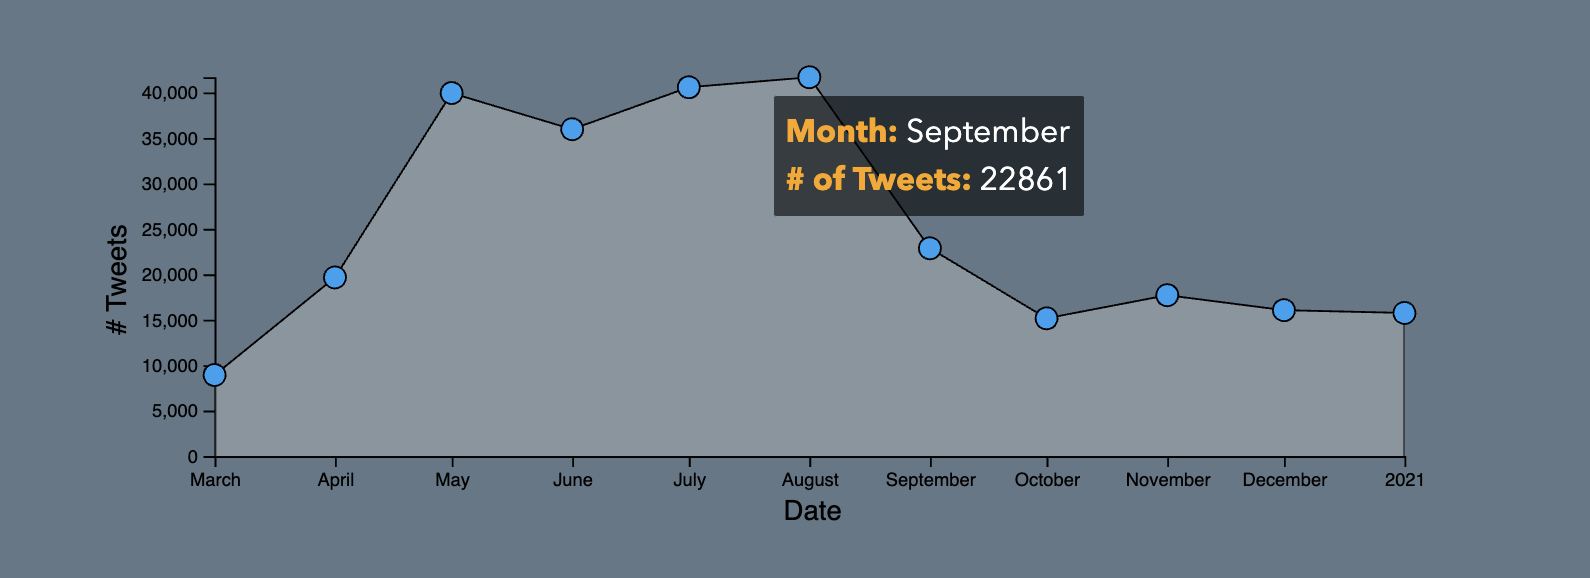 40,000
35,000
30,000
25,000
20,000
15,000
10,000
5,000
0
# Tweets
Month: September
# of Tweets: 22861
March April May June July August September October November December 2021
Date